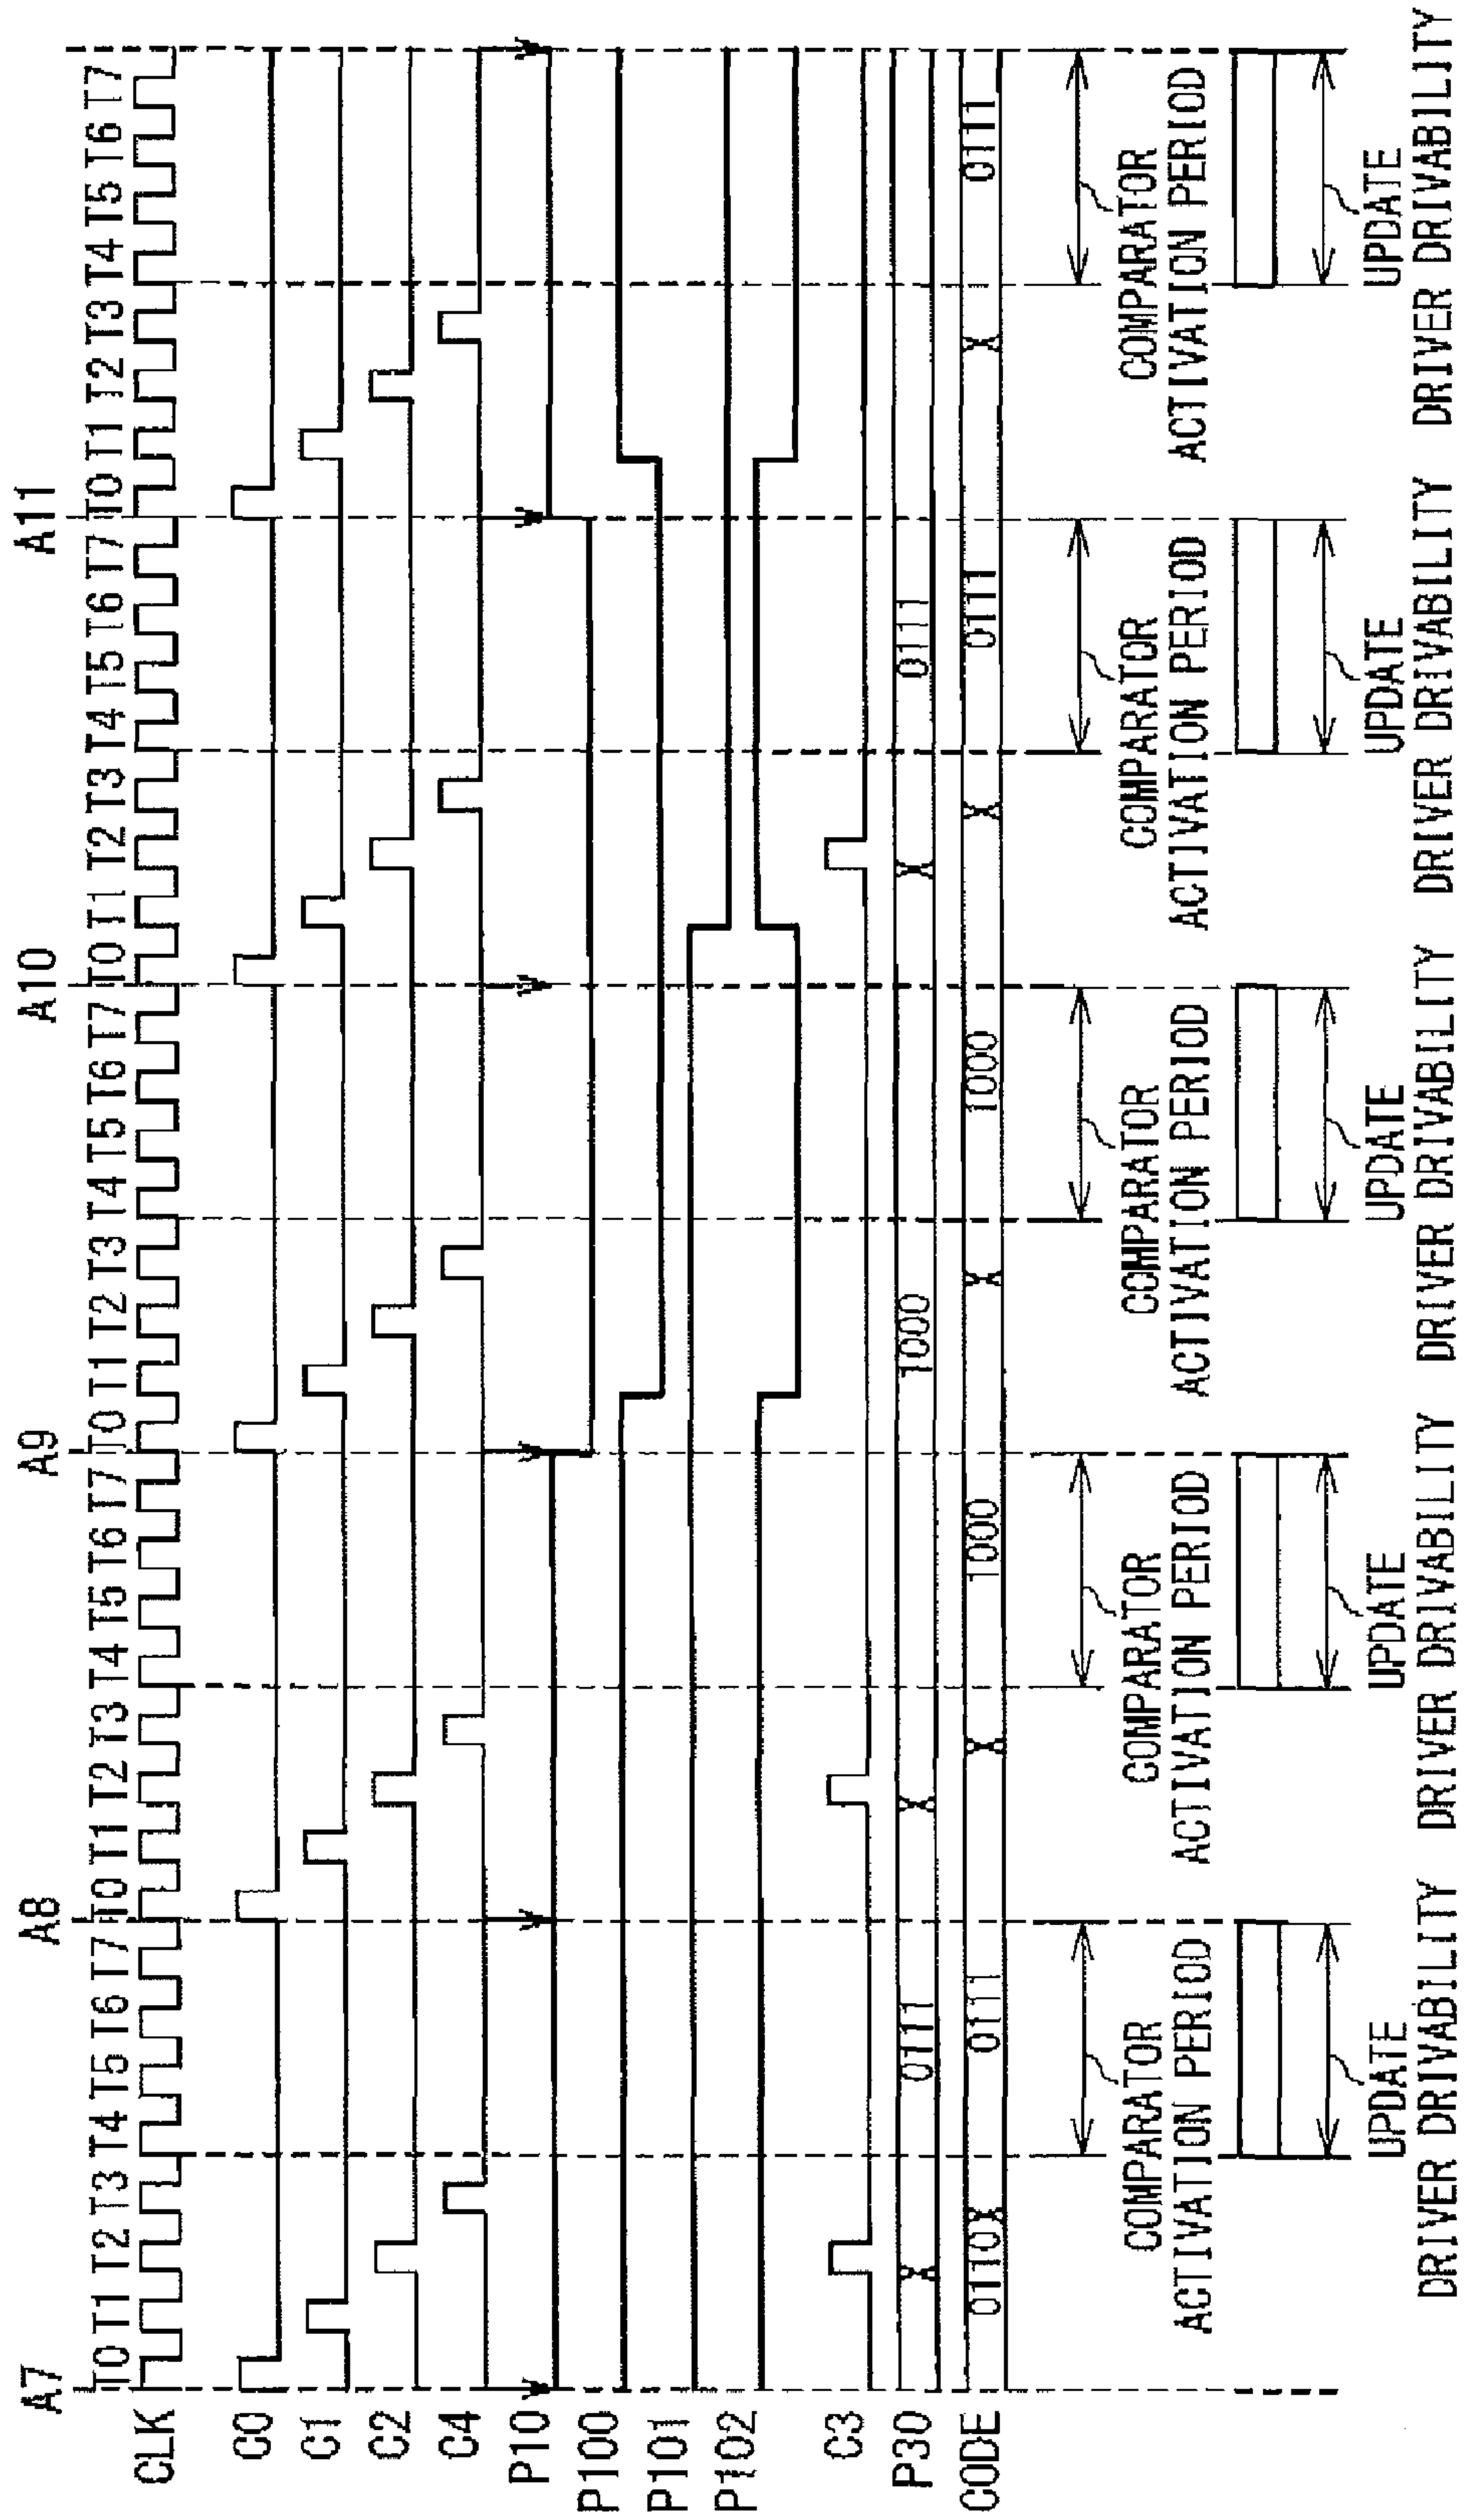 A7 A8 A9 A10 A11
T0 T1 T2 T3 T4 T5 T6 T7 T0 T1 T2 T3 T4 T5 T6 T7 T0 T1 T2 T3 T4 T5 T6 T7 T0 T1 T2 T3 T4 T5 T6 T7 T0 T1 T2 T3 T4 T5 T6 T7
CLK
C0
C1
C2
C4
P10
P100
P101
P102
C3
P30 0111 1000 0111
CODE 0110 0111 1000 1000 0111 0111
COMPARATOR COMPARATOR COMPARATOR COMPARATOR COMPARATOR
ACTIVATION PERIOD ACTIVATION PERIOD ACTIVATION PERIOD ACTIVATION PERIOD ACTIVATION PERIOD
UPDATE UPDATE UPDATE UPDATE UPDATE
DRIVER DRIVABILITY DRIVER DRIVABILITY DRIVER DRIVABILITY DRIVER DRIVABILITY DRIVER DRIVABILITY